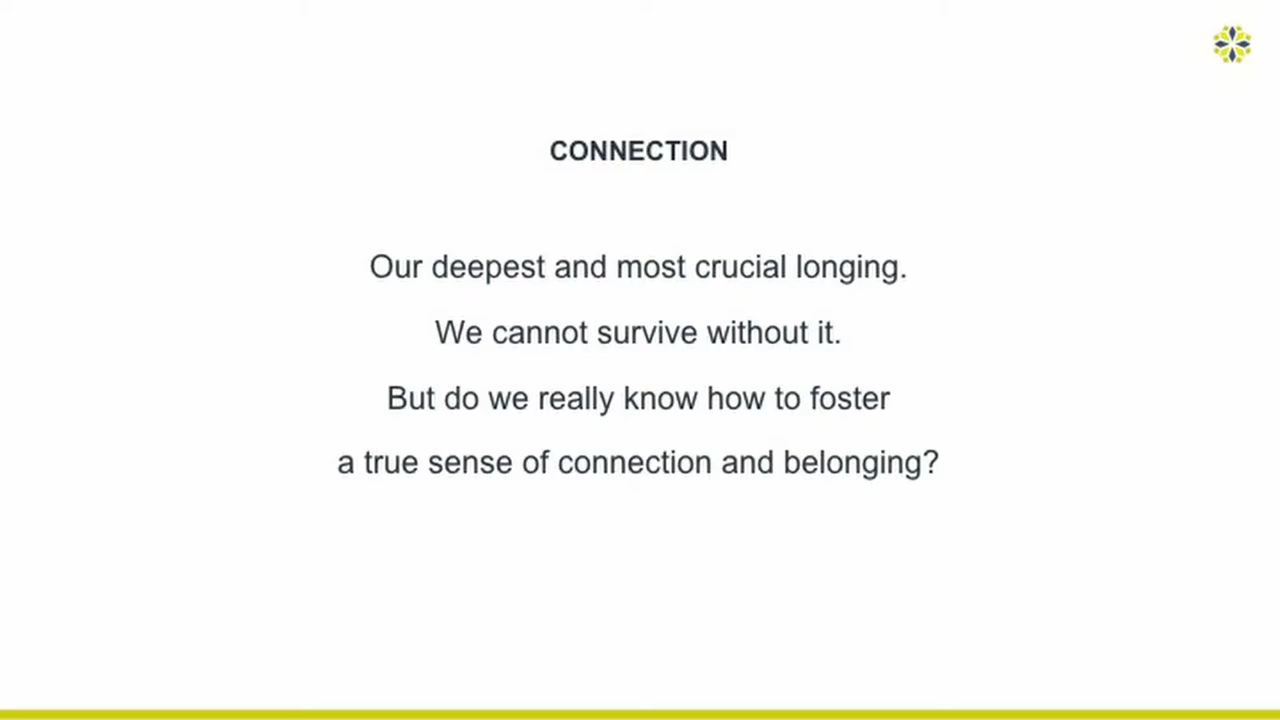 CONNECTION
Our deepest and most crucial longing.
We cannot survive without it.
But do we really know how to foster
a true sense of connection and belonging?